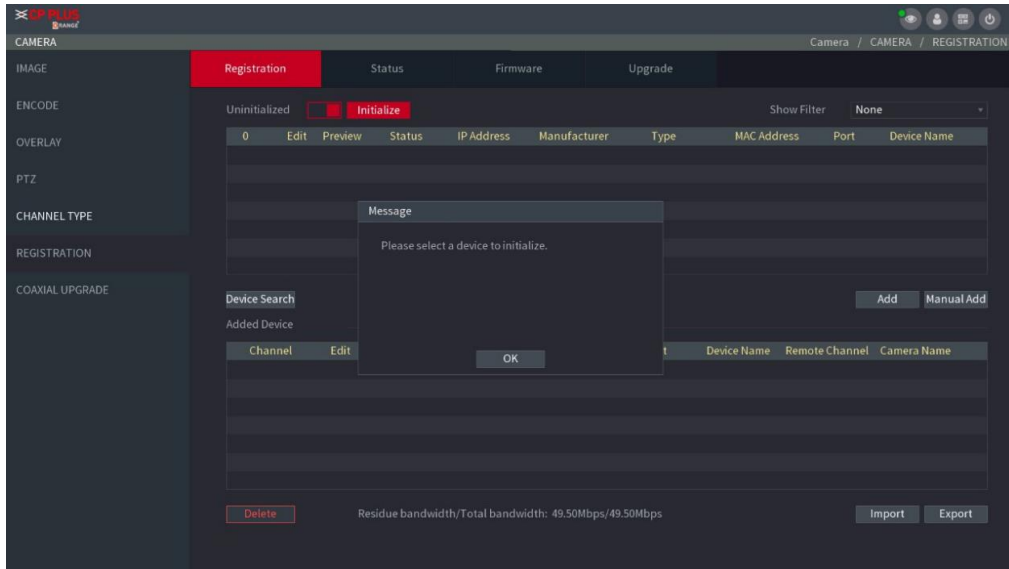 CP PLUS
ORANGE
CAMERA
Camera / CAMERA / REGISTRATION
IMAGE
ENCODE
OVERLAY
PTZ
CHANNEL TYPE
REGISTRATION
COAXIAL UPGRADE
Registration Status Firmware Upgrade
Uninitialized Initialize Show Filter None
0 Edit Preview Status IP Address Manufacturer Type MAC Address Port Device Name
Message
Please select a device to initialize.
OK
Device Search Add Manual Add
Added Device
Channel Edit t Device Name Remote Channel Camera Name
Delete Residue bandwidth/Total bandwidth: 49.50Mbps/49.50Mbps Import Export